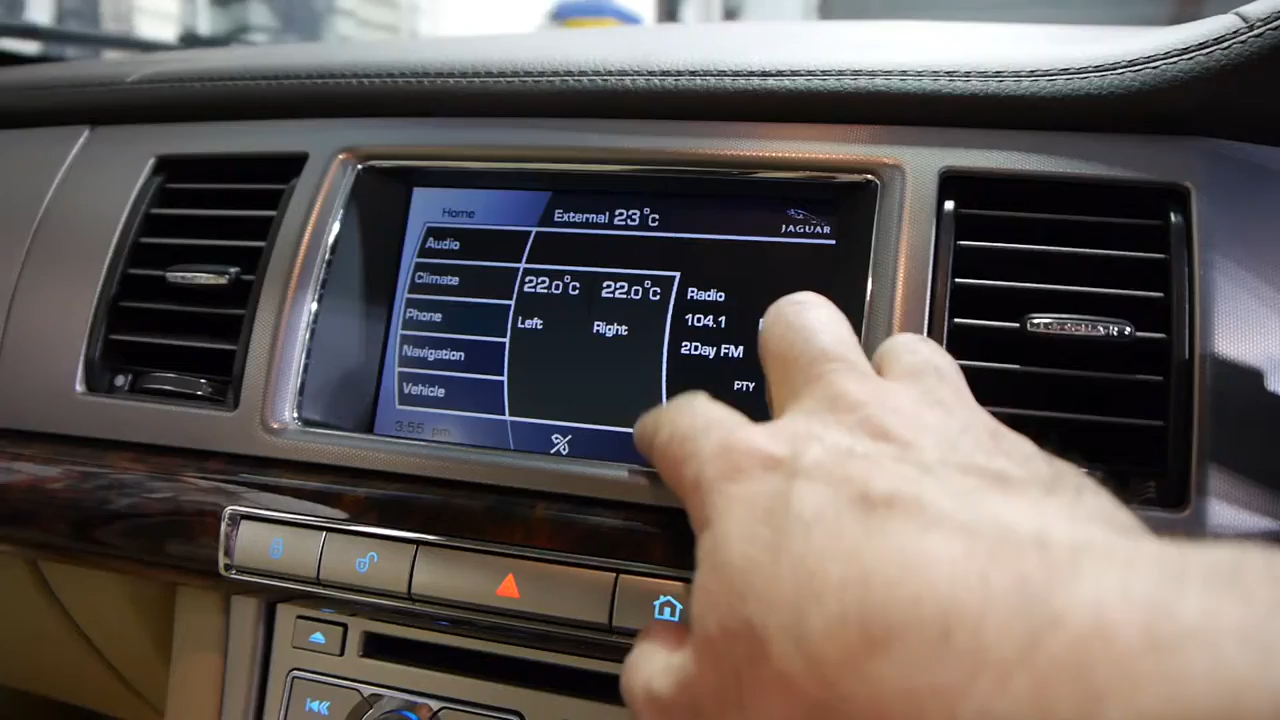 Home
External 23°c
JAGUAR
Audio
Climate
Phone
Navigation
Vehicle
22.0°c
22.0°c
Left
Right
Radio
104.1
2Day FM
PTY
3:55 pm
JAGUAR